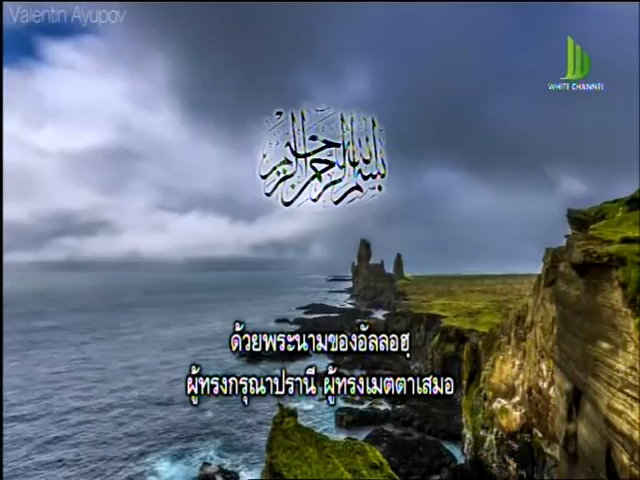 Valentin Ayupov
WHITE CHANNEL
بسم الله الرحمن الرحيم
ด้วยพระนามของอัลลอฮฺ
ผู้ทรงกรุณาปรานี ผู้ทรงเมตตาเสมอ